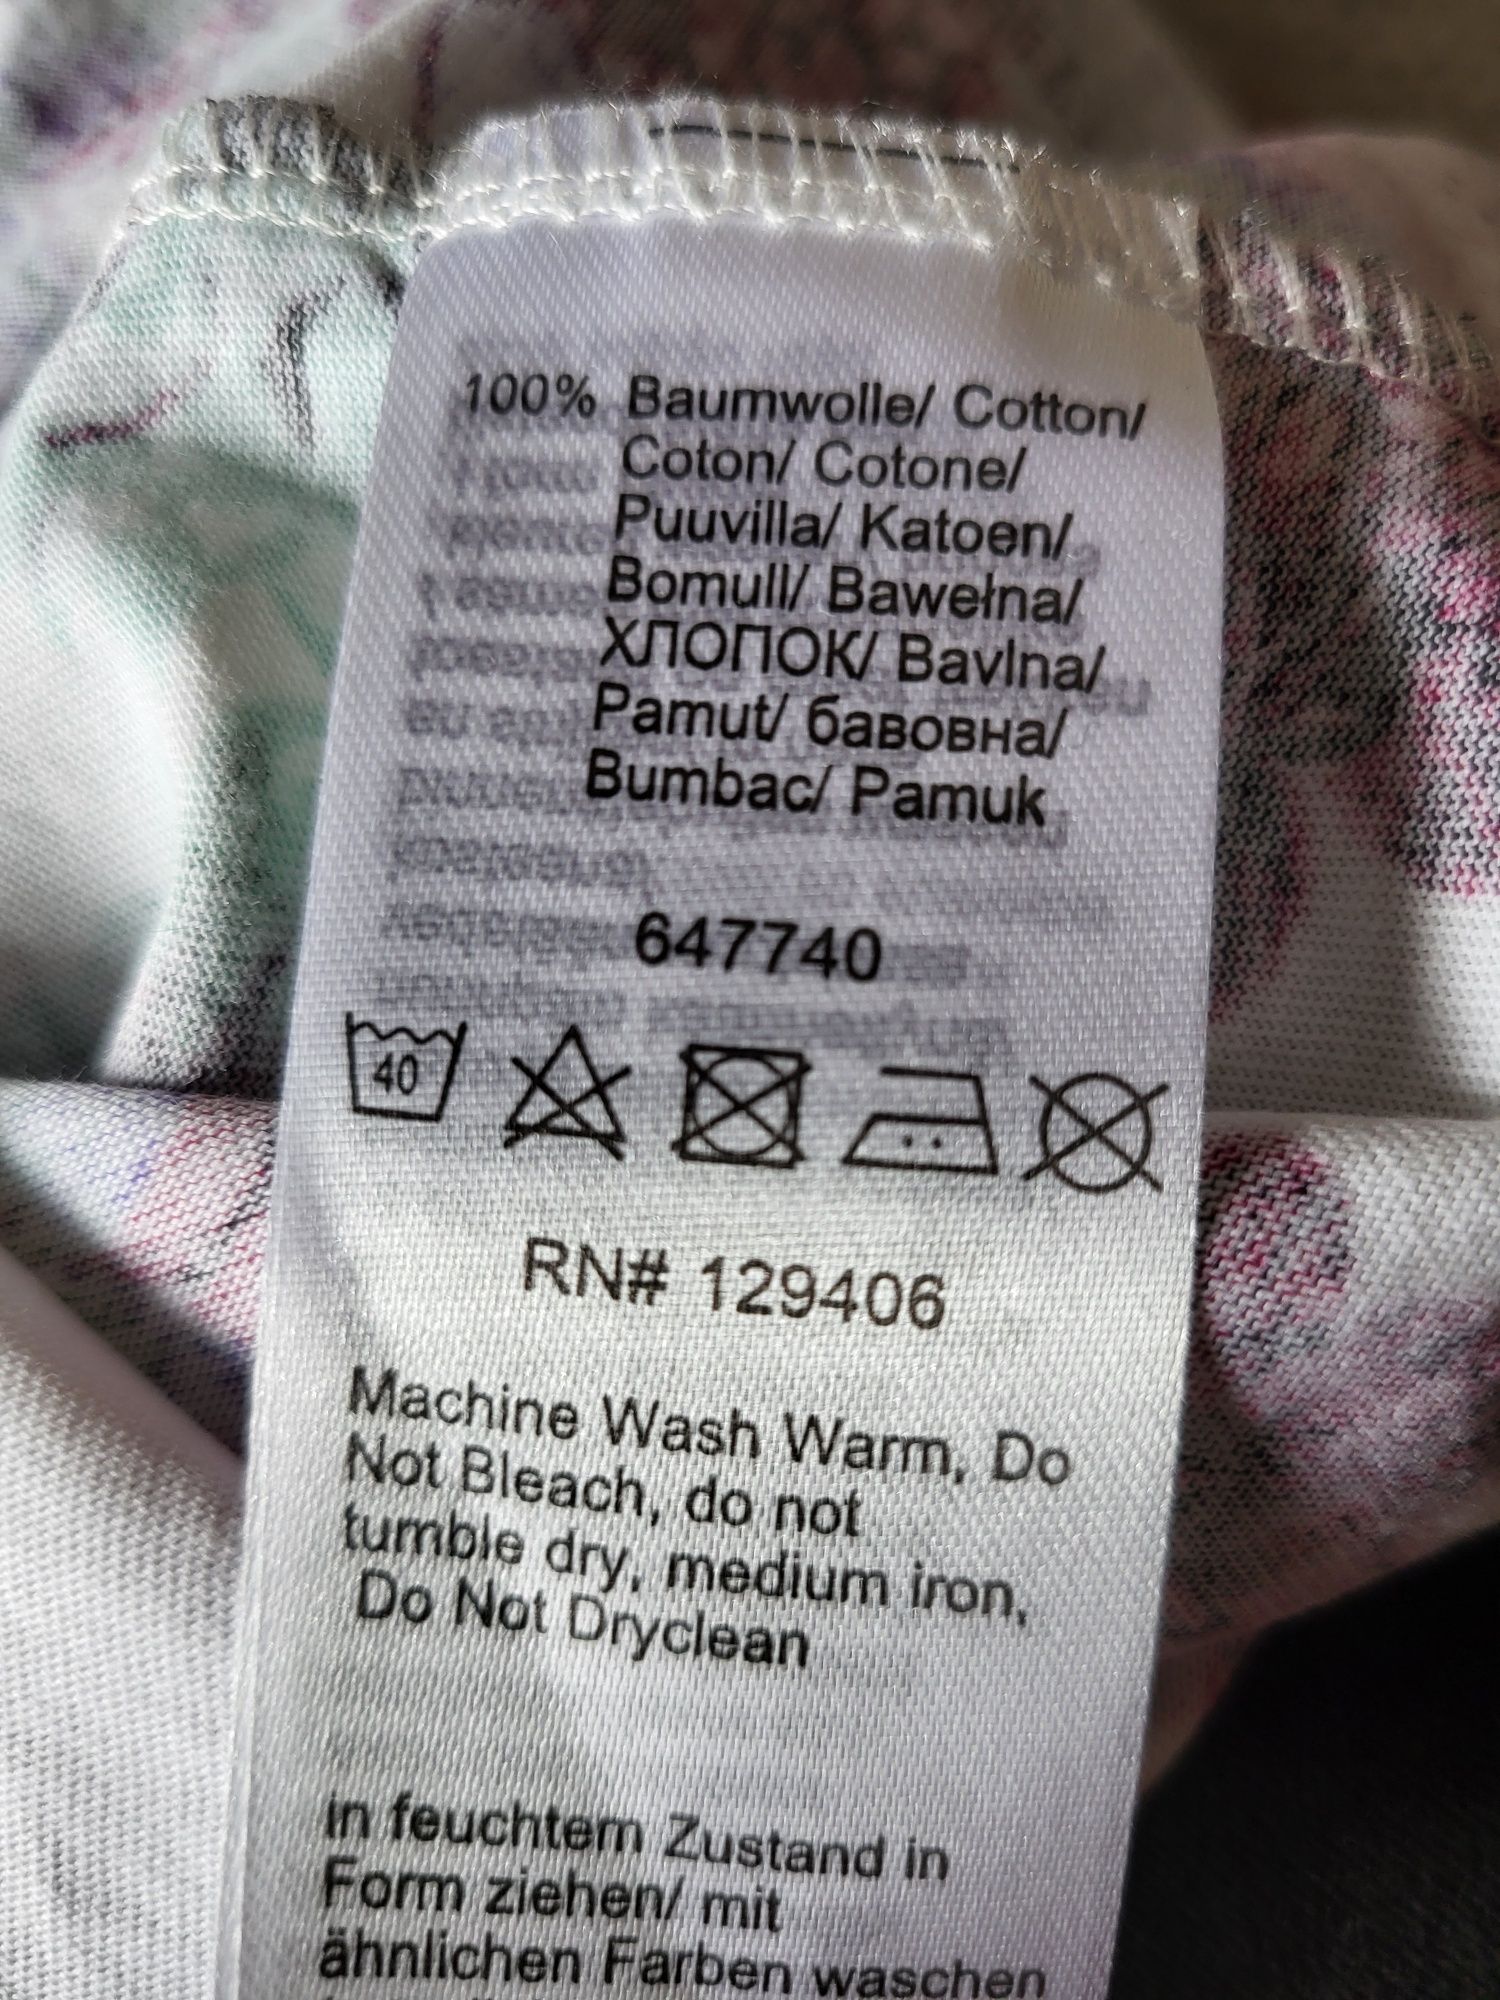 100% Baumwolle/ Cotton/
Coton/ Cotone/
Puuvilla/ Katoen/
Bomull/ Bawełna/
ХЛОПОК/ Bavlna/
Pamut/ бавовна/
Bumbac/ Pamuk
647740
40
RN# 129406
Machine Wash Warm, Do
Not Bleach, do not
tumble dry, medium iron,
Do Not Dryclean
in feuchtem Zustand in
Form ziehen/ mit
ähnlichen Farben waschen